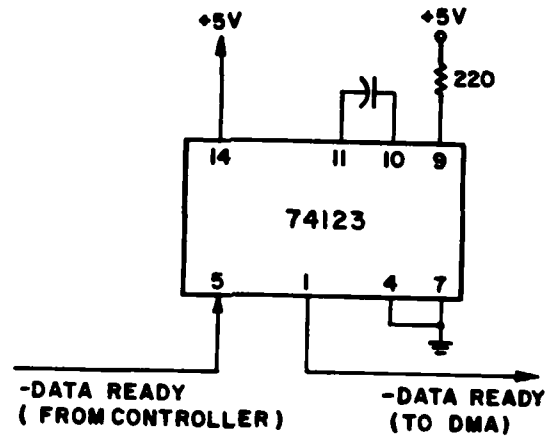 +5V +5V
220
14 11 10 9
74123
5 1 4 7
-DATA READY
( FROM CONTROLLER)
-DATA READY
(TO DMA)